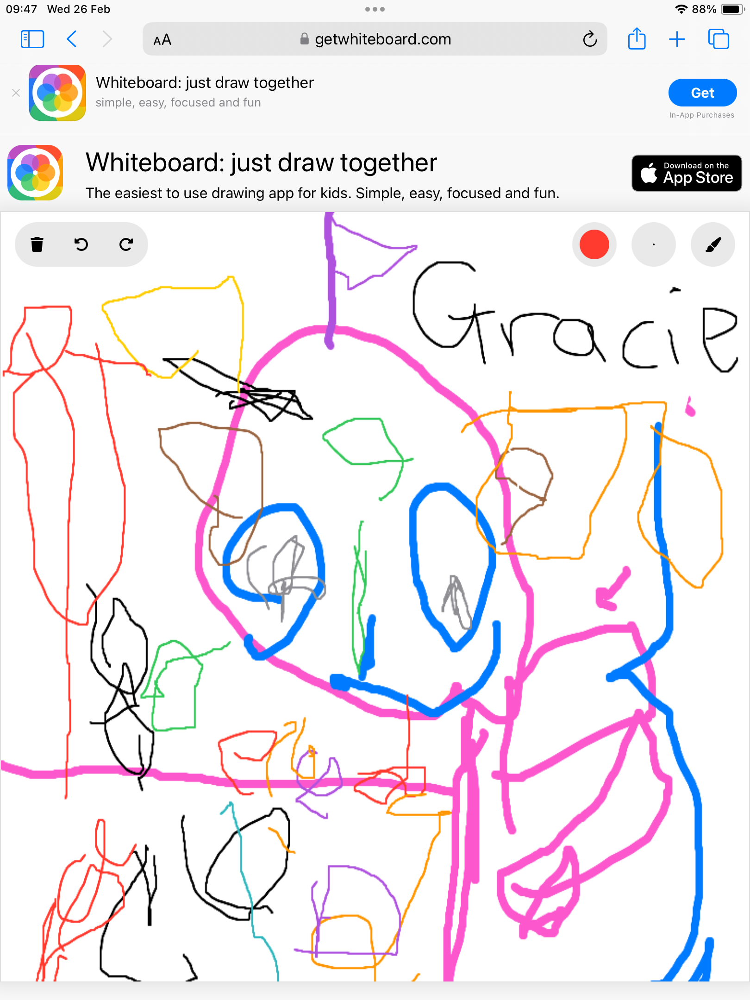 09:47 Wed 26 Feb
88%
AA getwhiteboard.com
Whiteboard: just draw together
simple, easy, focused and fun
Get
In-App Purchases
Whiteboard: just draw together
The easiest to use drawing app for kids. Simple, easy, focused and fun.
Download on the
App Store
Gracie